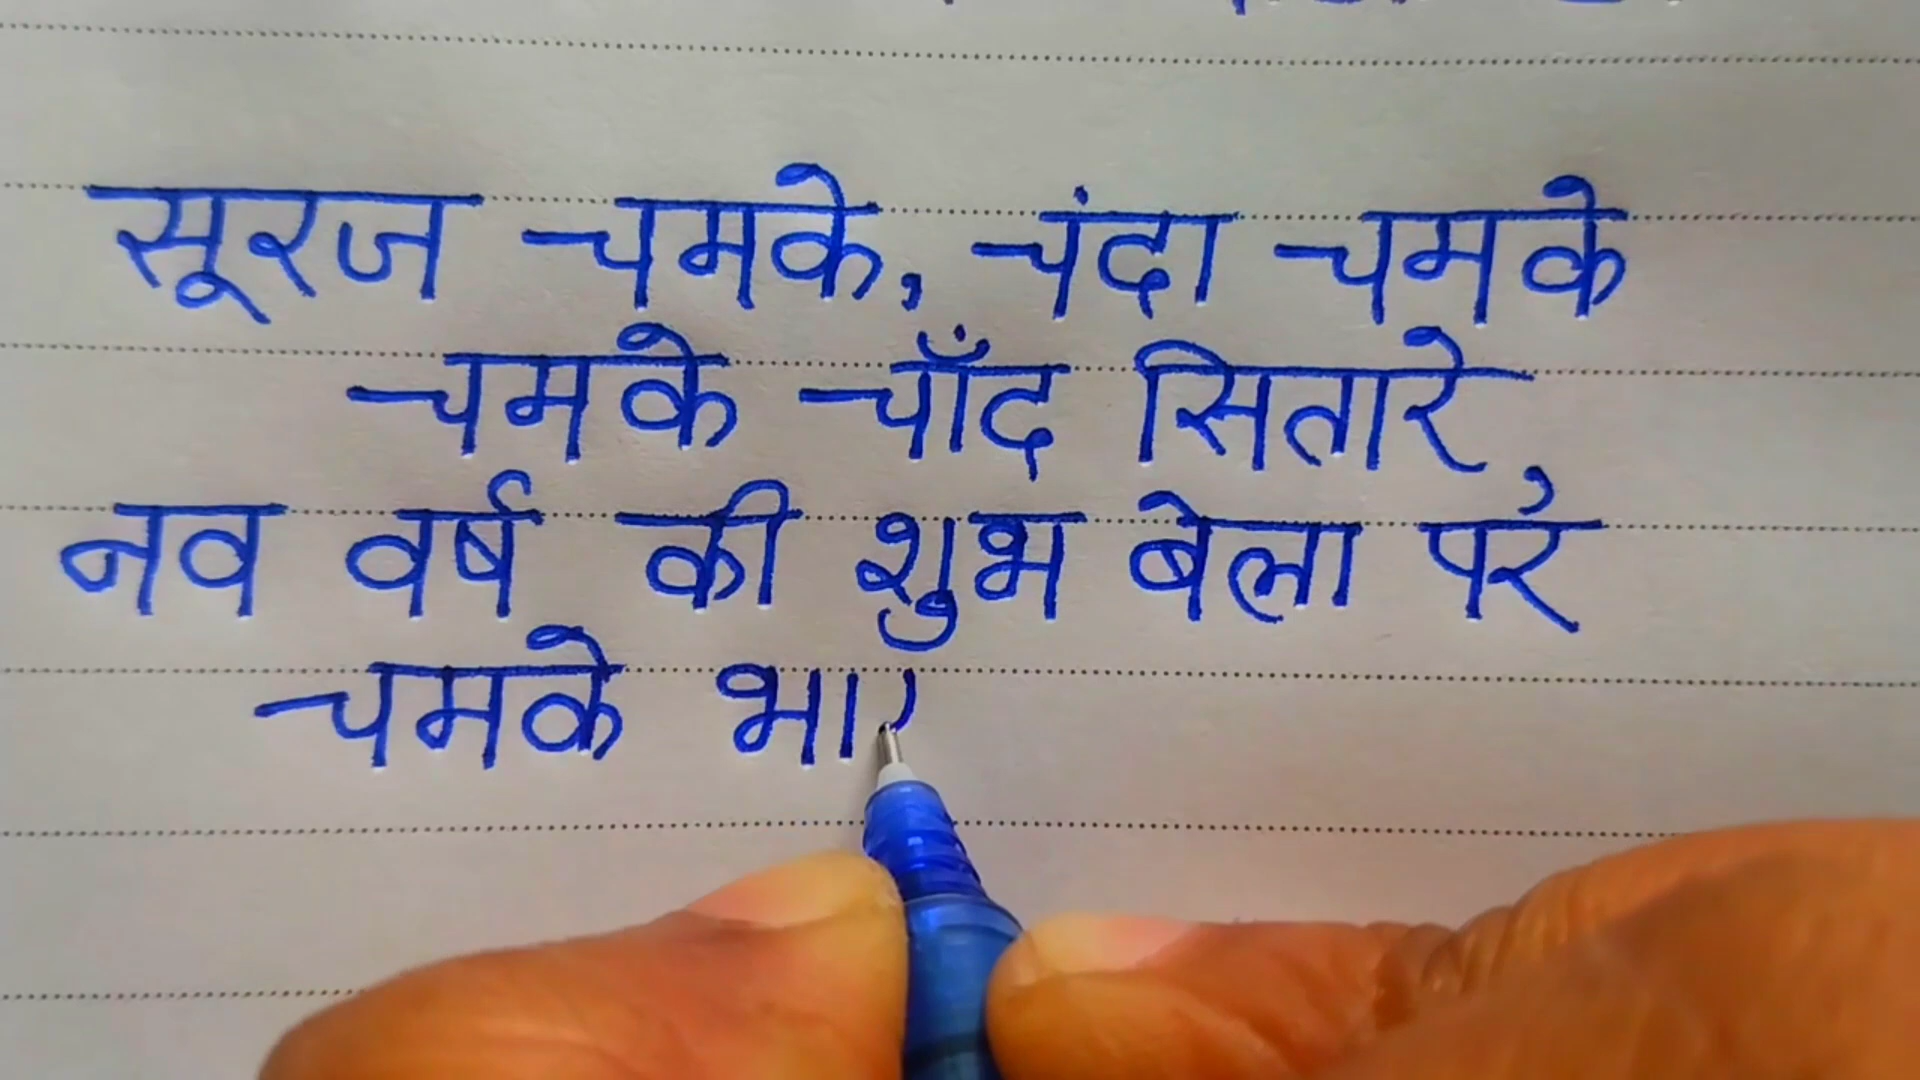 सूरज चमके, चंदा चमके
चमके चाँद सितारे,
नव वर्ष की शुभ बेला पर
चमके भा